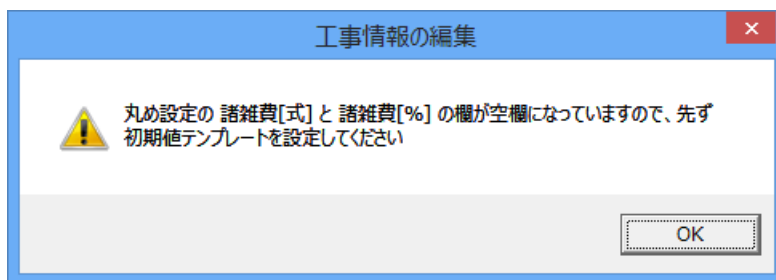 工事情報の編集
丸め設定の 諸雑費[式] と 諸雑費[%] の欄が空欄になっていますので、先ず
初期値テンプレートを設定してください
OK